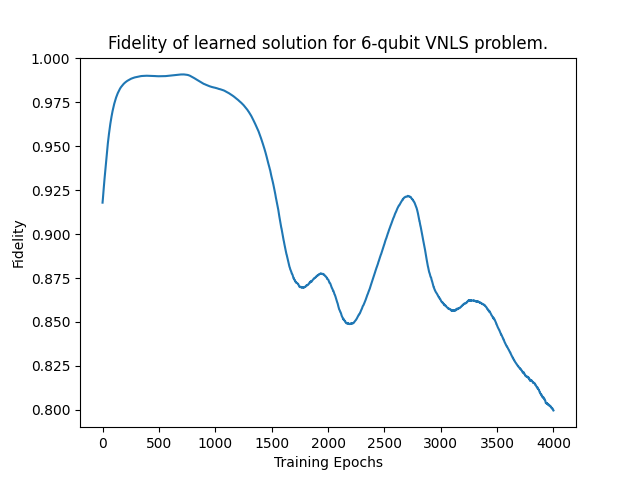 Fidelity of learned solution for 6-qubit VNLS problem.
1.000
0.975
0.950
0.925
0.900
0.875
0.850
0.825
0.800
Fidelity
0 500 1000 1500 2000 2500 3000 3500 4000
Training Epochs